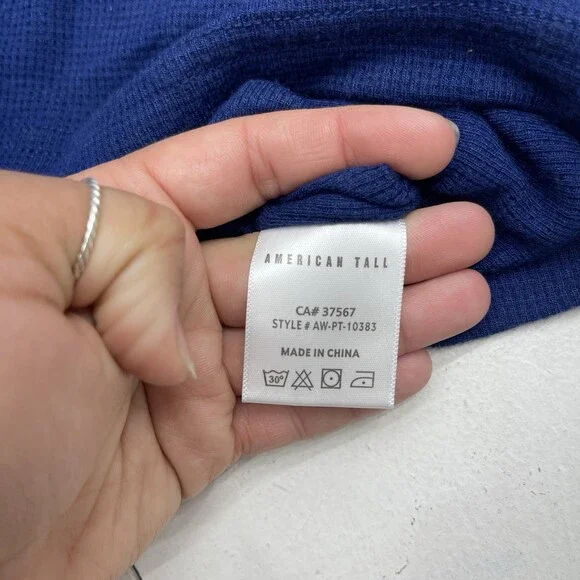 AMERICAN TALL
CA# 37567
STYLE # AW-PT-10383
MADE IN CHINA
30°